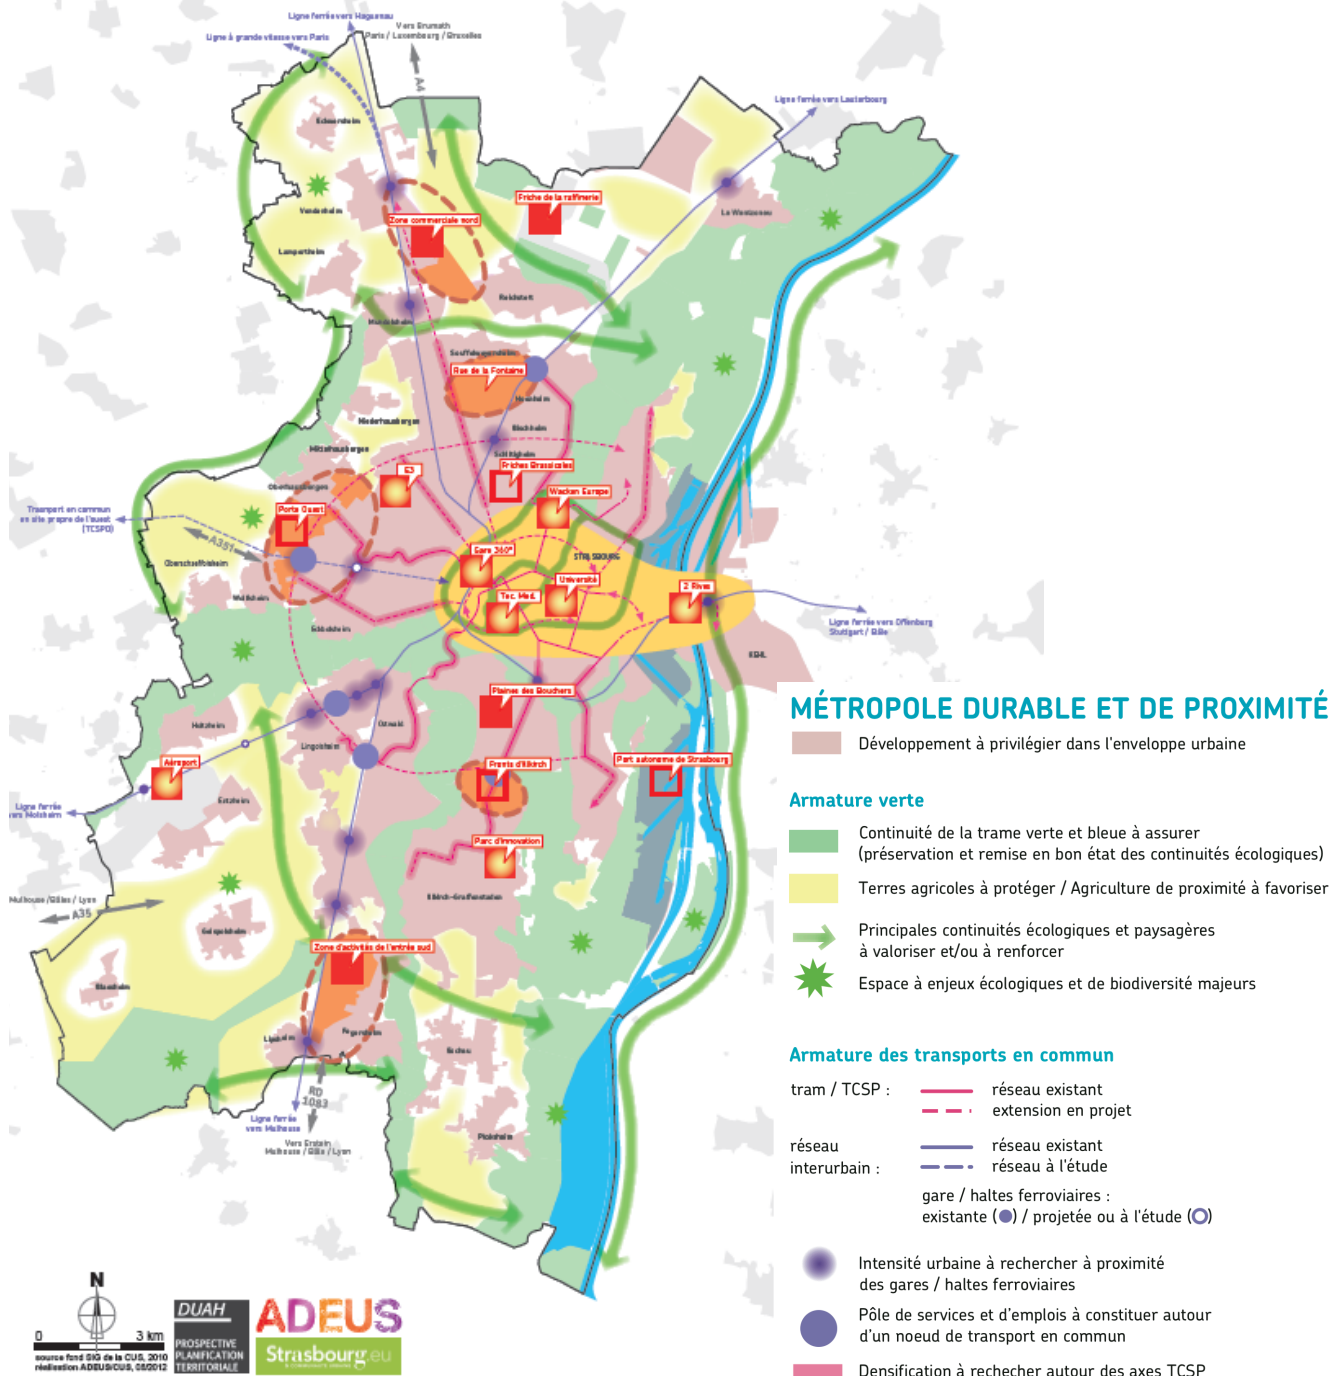 Ligne ferrée vers Haguenau
Ligne à grande vitesse vers Paris
Vers Brumath
Paris / Luxembourg / Bruxelles
A4
Ligne ferrée vers Lauterbourg
Eckwersheim
Vendenheim
Zone commerciale nord
Friche de la raffinerie
La Wantzenau
Lampertheim
Reichstett
Mundolsheim
Souffelweyersheim
Rue de la Fontaine
Hoenheim
Niederhausbergen
Bischheim
Mittelhausbergen
Schiltigheim
Friches Brassicoles
Oberhausbergen
Wacken Europe
Porte Ouest
Transport en commun
en site propre de l'ouest
(TCSPO)
A351
Gare 360°
STRASBOURG
Oberschaeffolsheim
Université
2 Rives
Tec. Med.
Wolfisheim
Eckbolsheim
Ligne ferrée vers Offenburg
Stuttgart / Bâle
KEHL
Plaines des Bouchers
Holtzheim
Ostwald
Lingolsheim
Aéroport
Fronts d'Illkirch
Port autonome de Strasbourg
Ligne ferrée
vers Molsheim
Entzheim
Parc d'Innovation
Illkirch-Graffenstaden
Mulhouse / Bâles / Lyon
A35
Geispolsheim
Zone d'activités de l'entrée sud
Blaesheim
Lipsheim
Fegersheim
Eschau
RD
1083
Ligne ferrée
vers Mulhouse
Vers Erstein
Mulhouse / Bâle / Lyon
Plobsheim
N
0 3 km
source fond SIG de la CUS, 2010
réalisation ADEUS/CUS, 08/2012
DUAH
PROSPECTIVE
PLANIFICATION
TERRITORIALE
ADEUS
Strasbourg.eu
MÉTROPOLE DURABLE ET DE PROXIMITÉ
Développement à privilégier dans l'enveloppe urbaine
Armature verte
Continuité de la trame verte et bleue à assurer
(préservation et remise en bon état des continuités écologiques)
Terres agricoles à protéger / Agriculture de proximité à favoriser
Principales continuités écologiques et paysagères
à valoriser et/ou à renforcer
Espace à enjeux écologiques et de biodiversité majeurs
Armature des transports en commun
tram / TCSP : réseau existant
extension en projet
réseau réseau existant
interurbain : réseau à l'étude
gare / haltes ferroviaires :
existante ( ) / projetée ou à l'étude ( )
Intensité urbaine à rechercher à proximité
des gares / haltes ferroviaires
Pôle de services et d'emplois à constituer autour
d'un noeud de transport en commun
Densification à rechecher autour des axes TCSP